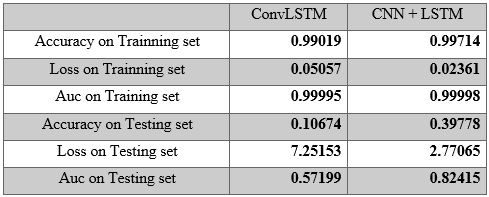 ConvLSTM CNN + LSTM
Accuracy on Trainning set 0.99019 0.99714
Loss on Trainning set 0.05057 0.02361
Auc on Training set 0.99995 0.99998
Accuracy on Testing set 0.10674 0.39778
Loss on Testing set 7.25153 2.77065
Auc on Testing set 0.57199 0.82415